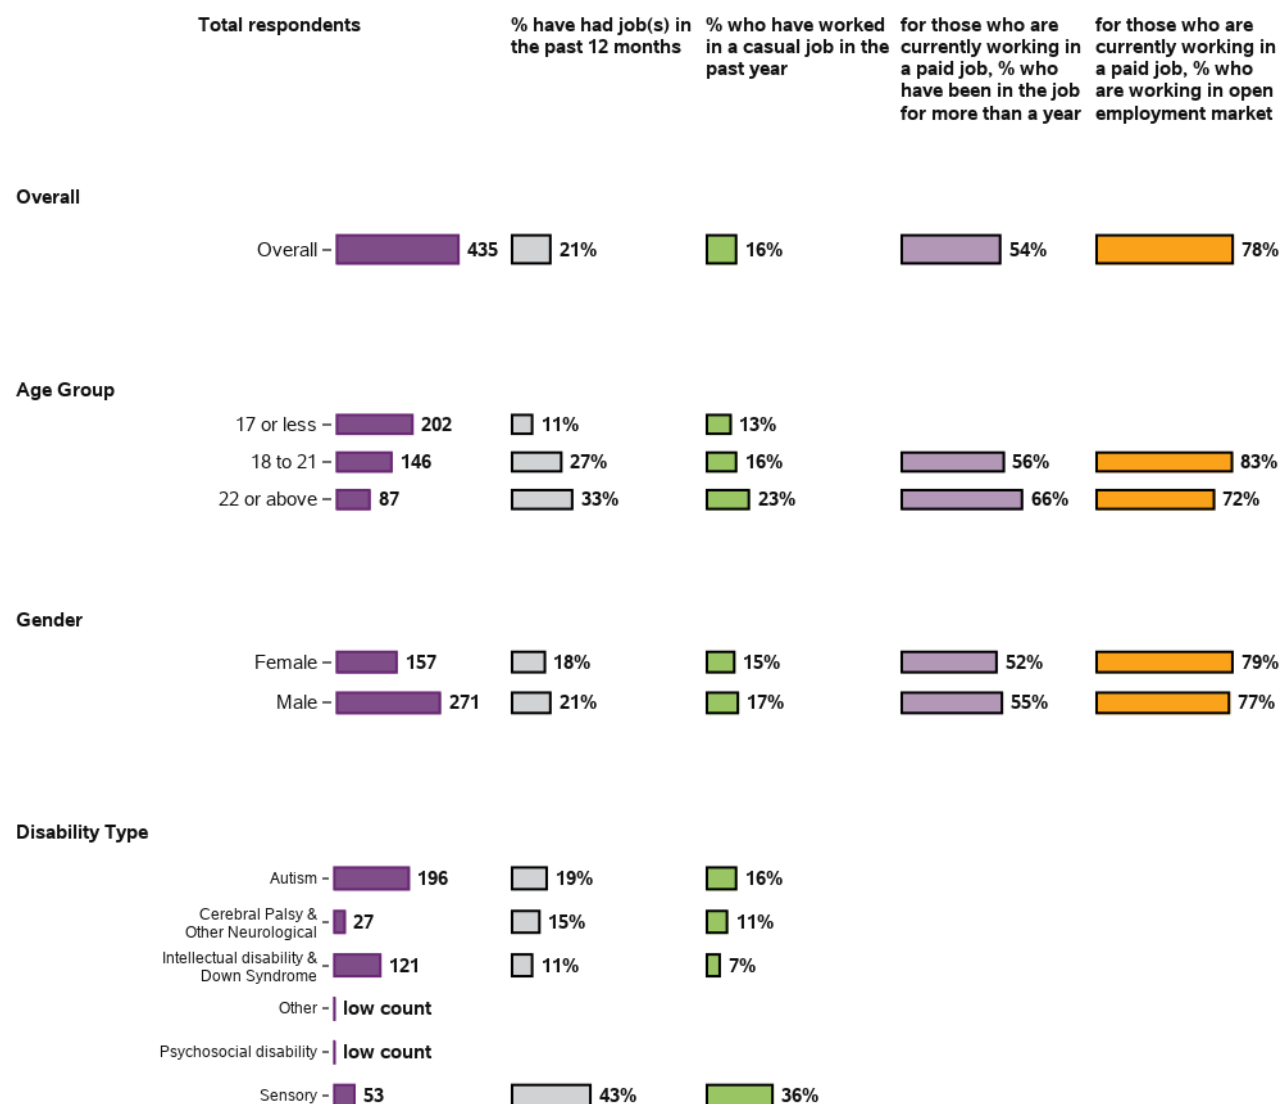 Total respondents
% have had job(s) in
the past 12 months
% who have worked
in a casual job in the
past year
for those who are
currently working in
a paid job, % who
have been in the job
for more than a year
for those who are
currently working in
a paid job, % who
are working in open
employment market
Overall
Overall 435 21% 16% 54% 78%
Age Group
17 or less 202 11% 13%
18 to 21 146 27% 16% 56% 83%
22 or above 87 33% 23% 66% 72%
Gender
Female 157 18% 15% 52% 79%
Male 271 21% 17% 55% 77%
Disability Type
Autism 196 19% 16%
Cerebral Palsy &
Other Neurological 27 15% 11%
Intellectual disability &
Down Syndrome 121 11% 7%
Other low count
Psychosocial disability low count
Sensory 53 43% 36%